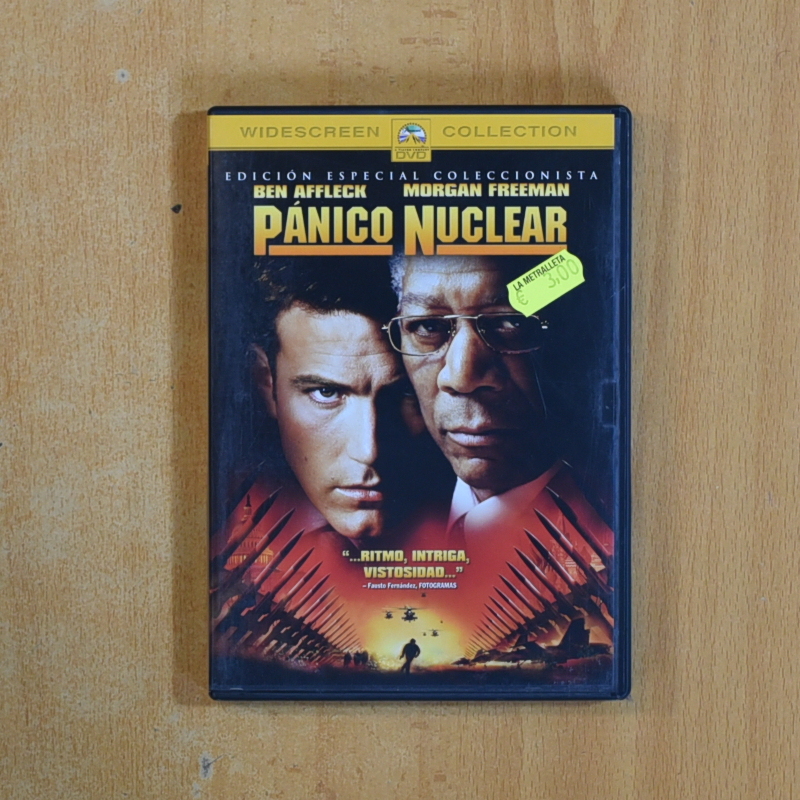 WIDESCREEN COLLECTION
DVD
EDICIÓN ESPECIAL COLECCIONISTA
BEN AFFLECK MORGAN FREEMAN
PÁNICO NUCLEAR
LA METRALLETA
€ 3,00
“...RITMO, INTRIGA,
VISTOSIDAD...”
– Fausto Fernández, FOTOGRAMAS